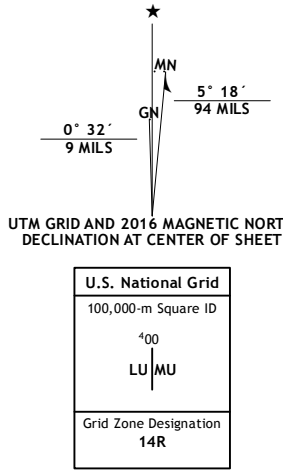 MN
GN
5° 18´
94 MILS
0° 32´
9 MILS
UTM GRID AND 2016 MAGNETIC NORT
DECLINATION AT CENTER OF SHEET
U.S. National Grid
100,000-m Square ID
400
LU MU
Grid Zone Designation
14R